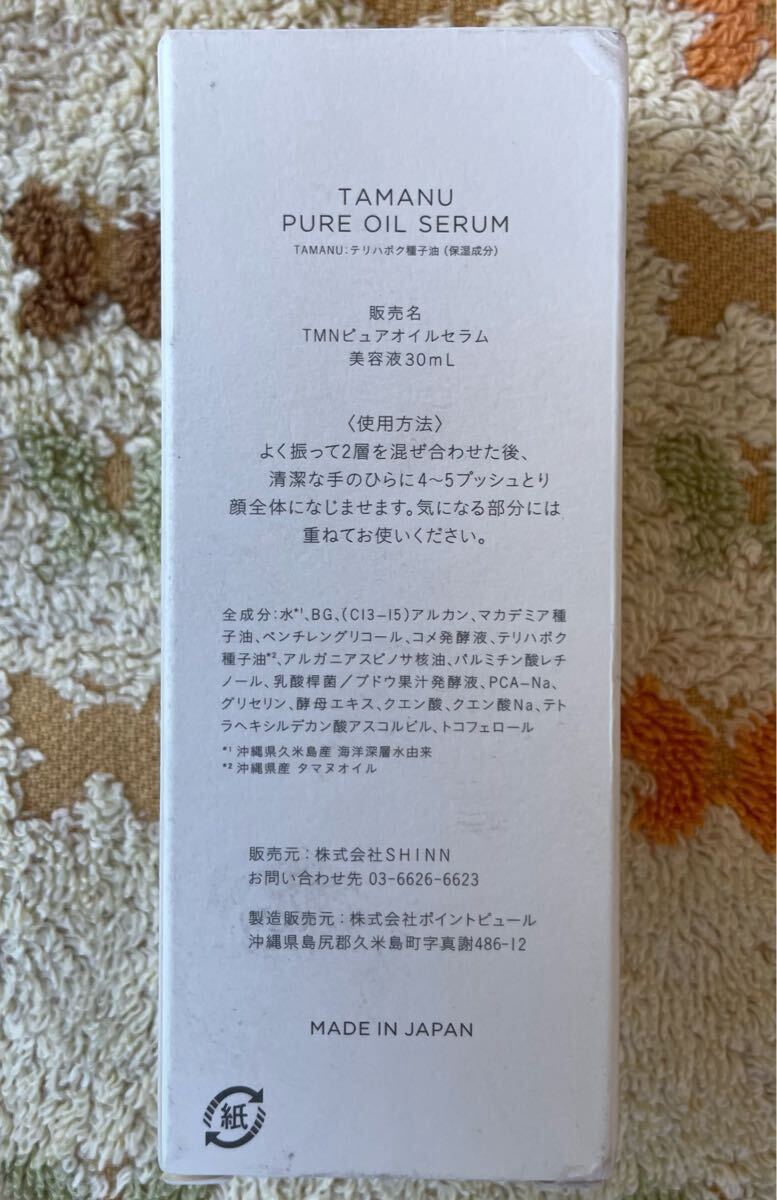 TAMANU
PURE OIL SERUM
TAMANU:テリハボク種子油 (保湿成分)
販売名
TMNピュアオイルセラム
美容液30mL
〈使用方法〉
よく振って2層を混ぜ合わせた後、
清潔な手のひらに4〜5プッシュとり
顔全体になじませます。気になる部分には
重ねてお使いください。
全成分:水*1、BG、(C13-15)アルカン、マカデミア種
子油、ペンチレングリコール、コメ発酵液、テリハボク
種子油*2、アルガニアスピノサ核油、パルミチン酸レチ
ノール、乳酸桿菌/ブドウ果汁発酵液、PCA-Na、
グリセリン、酵母エキス、クエン酸、クエン酸Na、テト
ラヘキシルデカン酸アスコルビル、トコフェロール
*1 沖縄県久米島産 海洋深層水由来
*2 沖縄県産 タマヌオイル
販売元:株式会社SHINN
お問い合わせ先 03-6626-6623
製造販売元:株式会社ポイントピュール
沖縄県島尻郡久米島町字真謝486-12
MADE IN JAPAN
紙